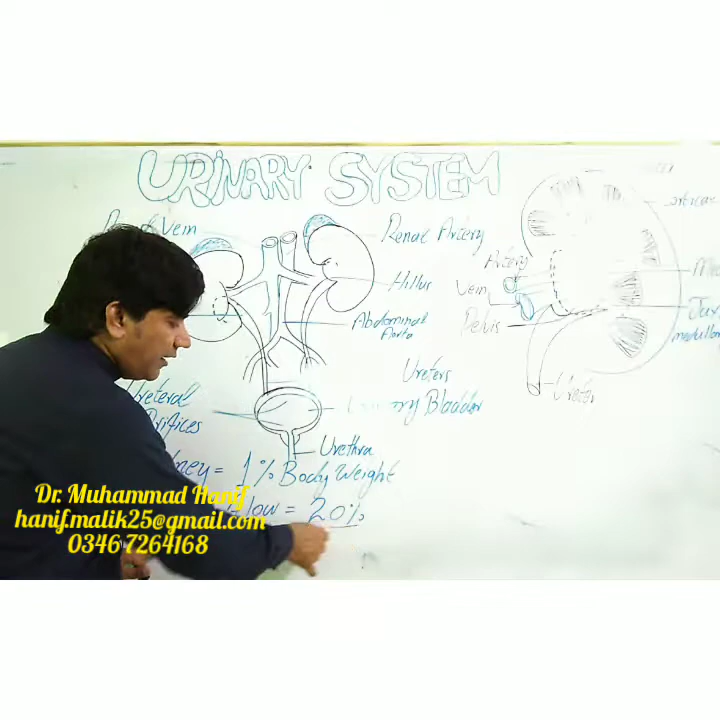 URINARY SYSTEM
Vein
Renal Artery
Hillus
Abdominal
Aorta
Artery
Vein
Pelvis
Ureter
Ureters
Ureteral
Orifices
Bladder
Urethra
= 1% Body Weight
Flow = 20%
Dr. Muhammad Hanif
hanif.malik25@gmail.com
0346 7264168